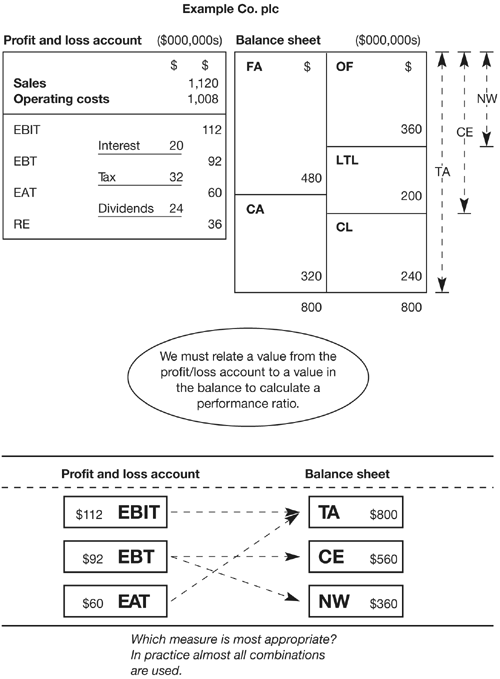 Example Co. plc
Profit and loss account ($000,000s)
$ $
Sales 1,120
Operating costs 1,008
EBIT 112
Interest 20
EBT 92
Tax 32
EAT 60
Dividends 24
RE 36
Balance sheet ($000,000s)
FA $ OF $
360
LTL
480
200
CA
CL
320 240
800 800
NW
CE
TA
We must relate a value from the
profit/loss account to a value in
the balance to calculate a
performance ratio.
Profit and loss account Balance sheet
$112 EBIT TA $800
$92 EBT CE $560
$60 EAT NW $360
Which measure is most appropriate?
In practice almost all combinations
are used.